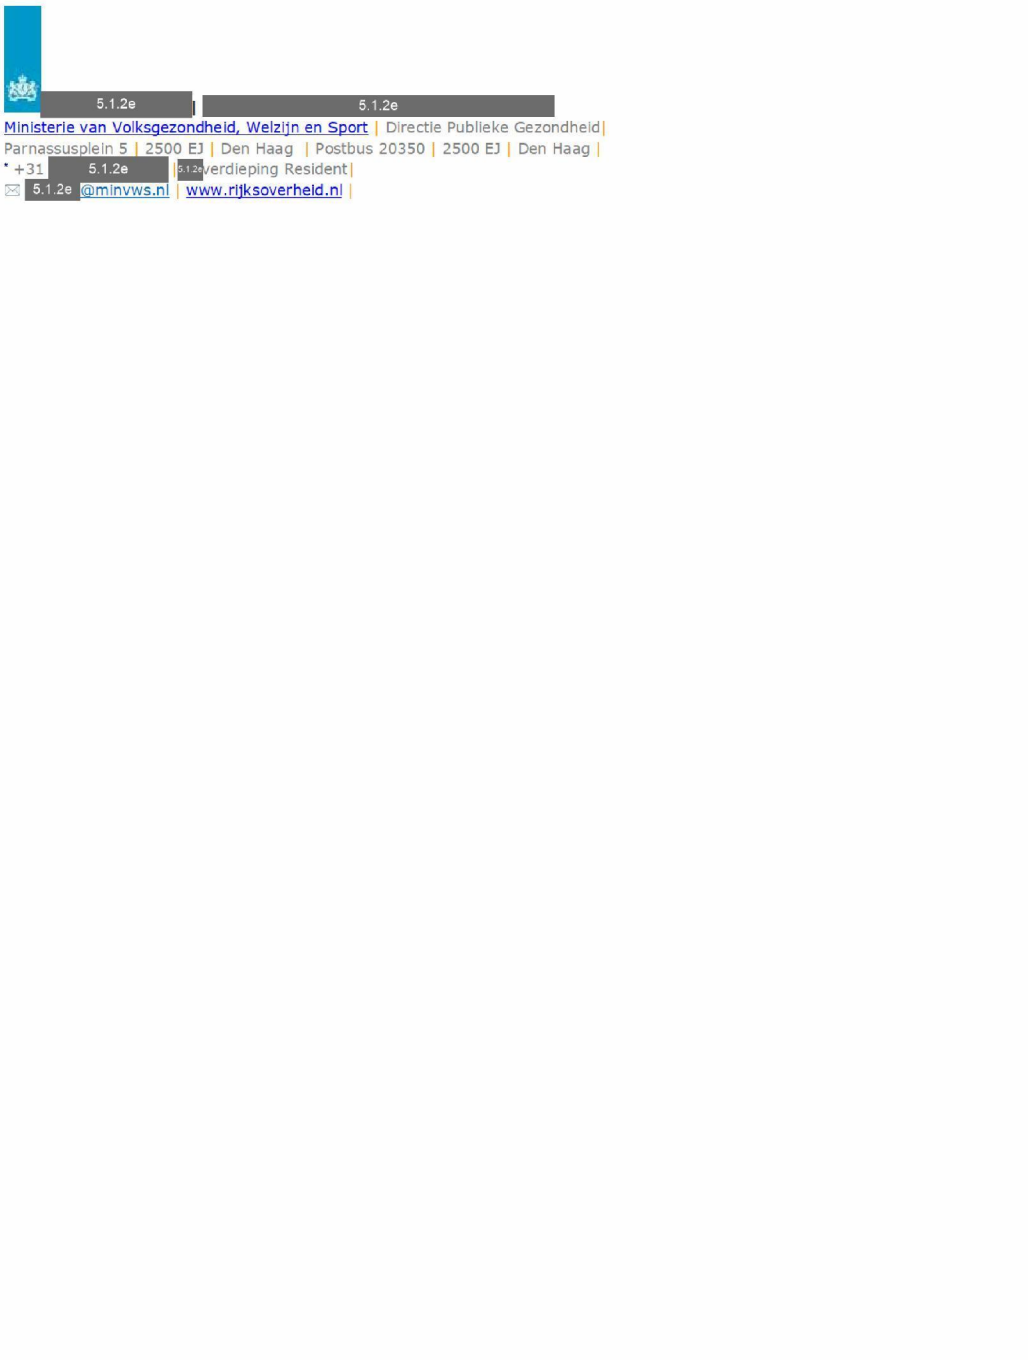 5.1.2e | 5.1.2e
Ministerie van Volksgezondheid, Welzijn en Sport | Directie Publieke Gezondheid|
Parnassusplein 5 | 2500 EJ | Den Haag | Postbus 20350 | 2500 EJ | Den Haag |
* +31 5.1.2e | 5.1.2e verdieping Resident|
✉ 5.1.2e @minvws.nl | www.rijksoverheid.nl |